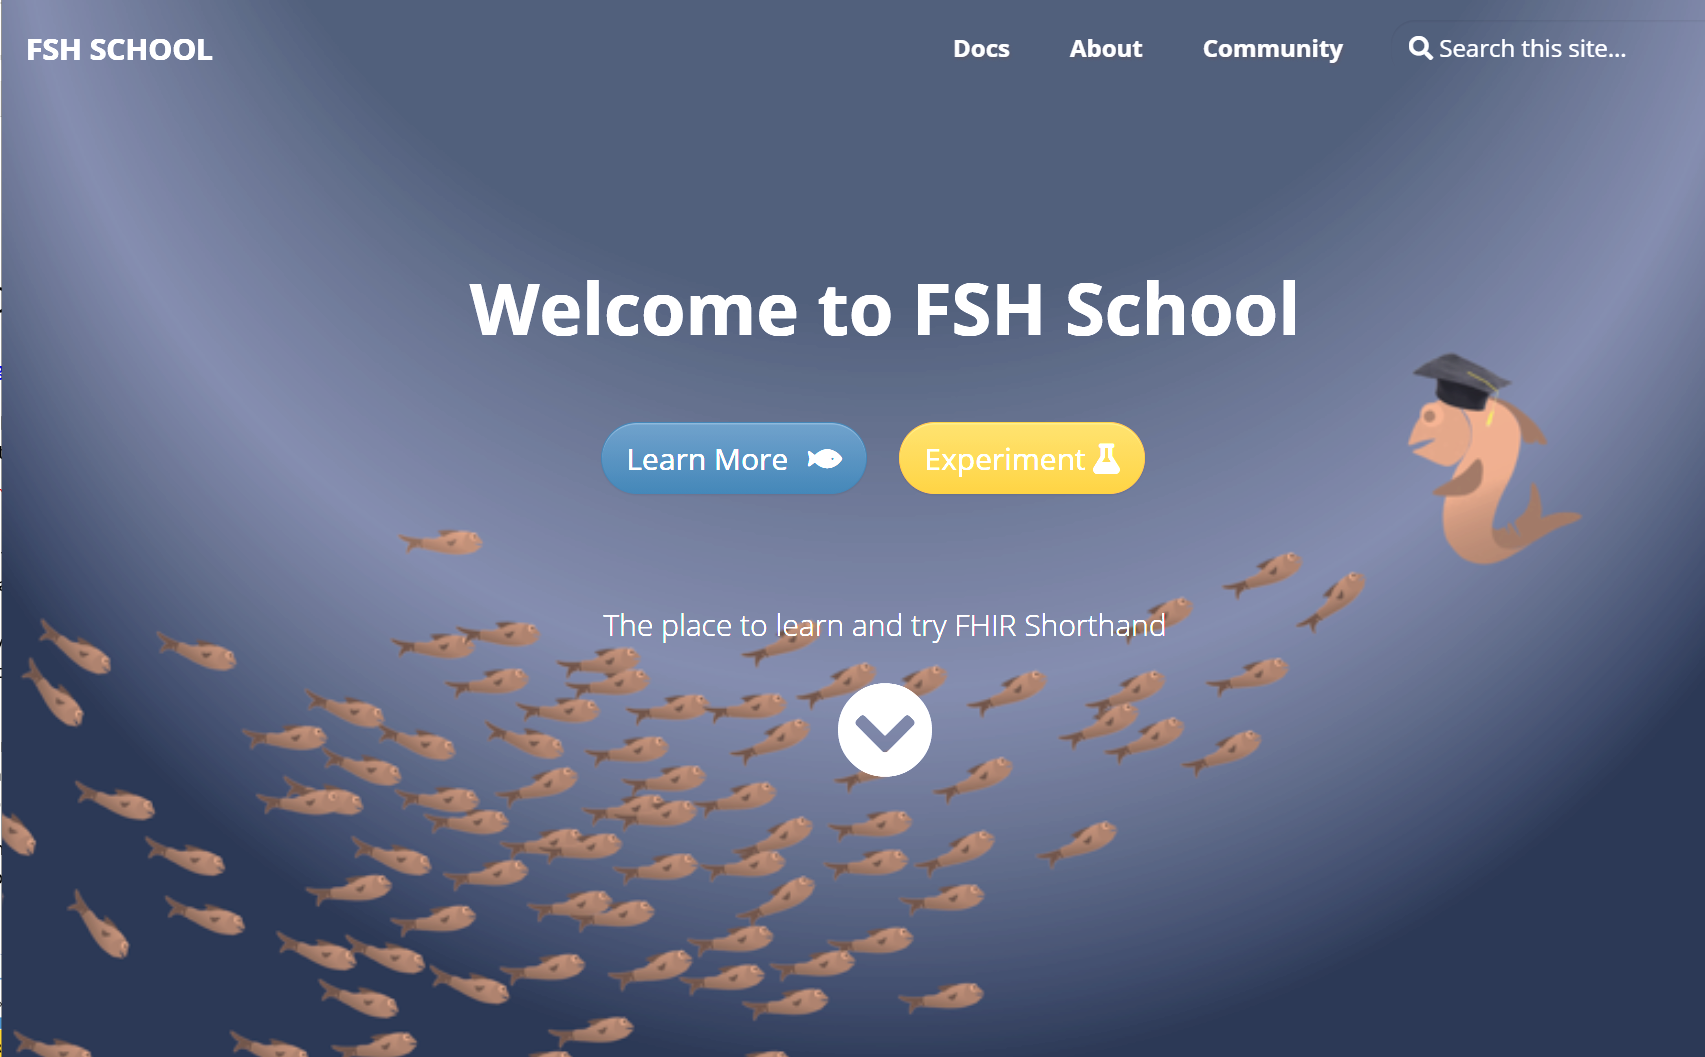 FSH SCHOOL
Docs
About
Community
Search this site...
Welcome to FSH School
Learn More
Experiment
The place to learn and try FHIR Shorthand